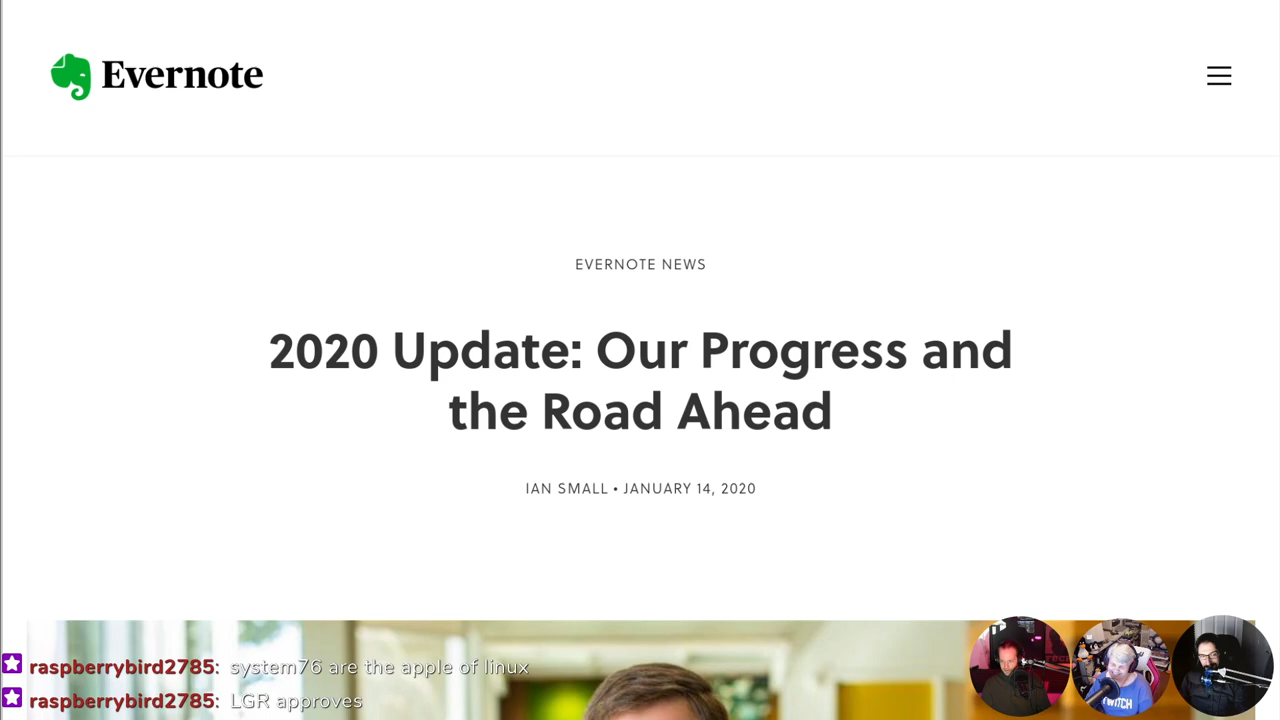 Evernote
EVERNOTE NEWS
2020 Update: Our Progress and
the Road Ahead
IAN SMALL • JANUARY 14, 2020
raspberrybird2785: system76 are the apple of linux
raspberrybird2785: LGR approves
TWITCH